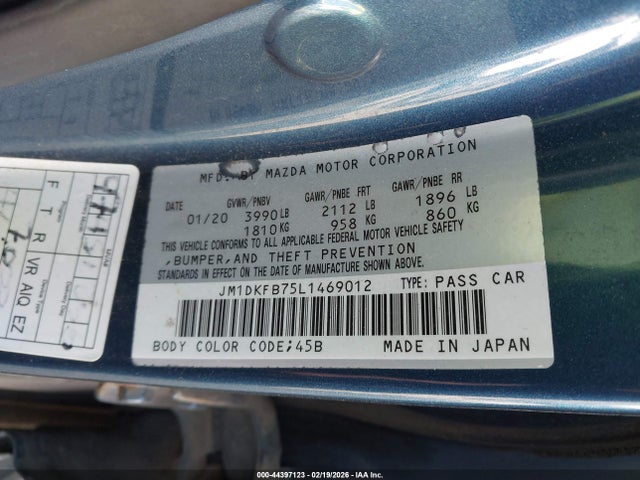 MFD. BY MAZDA MOTOR CORPORATION
DATE GVWR/PNBV GAWR/PNBE FRT GAWR/PNBE RR
01/20 3990 LB 2112 LB 1896 LB
1810 KG 958 KG 860 KG
THIS VEHICLE CONFORMS TO ALL APPLICABLE FEDERAL MOTOR VEHICLE SAFETY
, BUMPER, AND THEFT PREVENTION
STANDARDS IN EFFECT ON THE DATE OF MANUFACTURE SHOWN ABOVE.
JM1DKFB75L1469012 TYPE: PASS CAR
BODY COLOR CODE;45B MADE IN JAPAN
F T R VR AIQ EZ
000-44397123 - 02/19/2026 - IAA Inc.